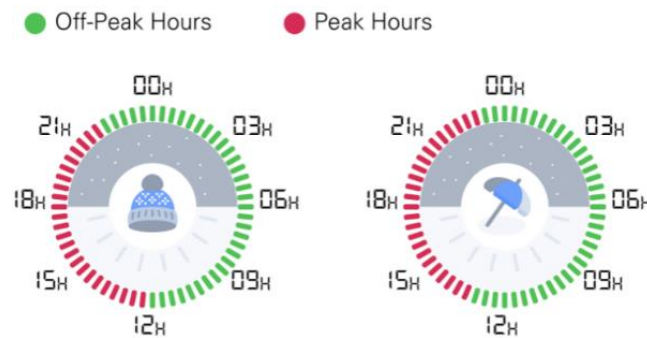 Off-Peak Hours
Peak Hours
00H
03H
06H
09H
12H
15H
18H
21H
00H
03H
06H
09H
12H
15H
18H
21H